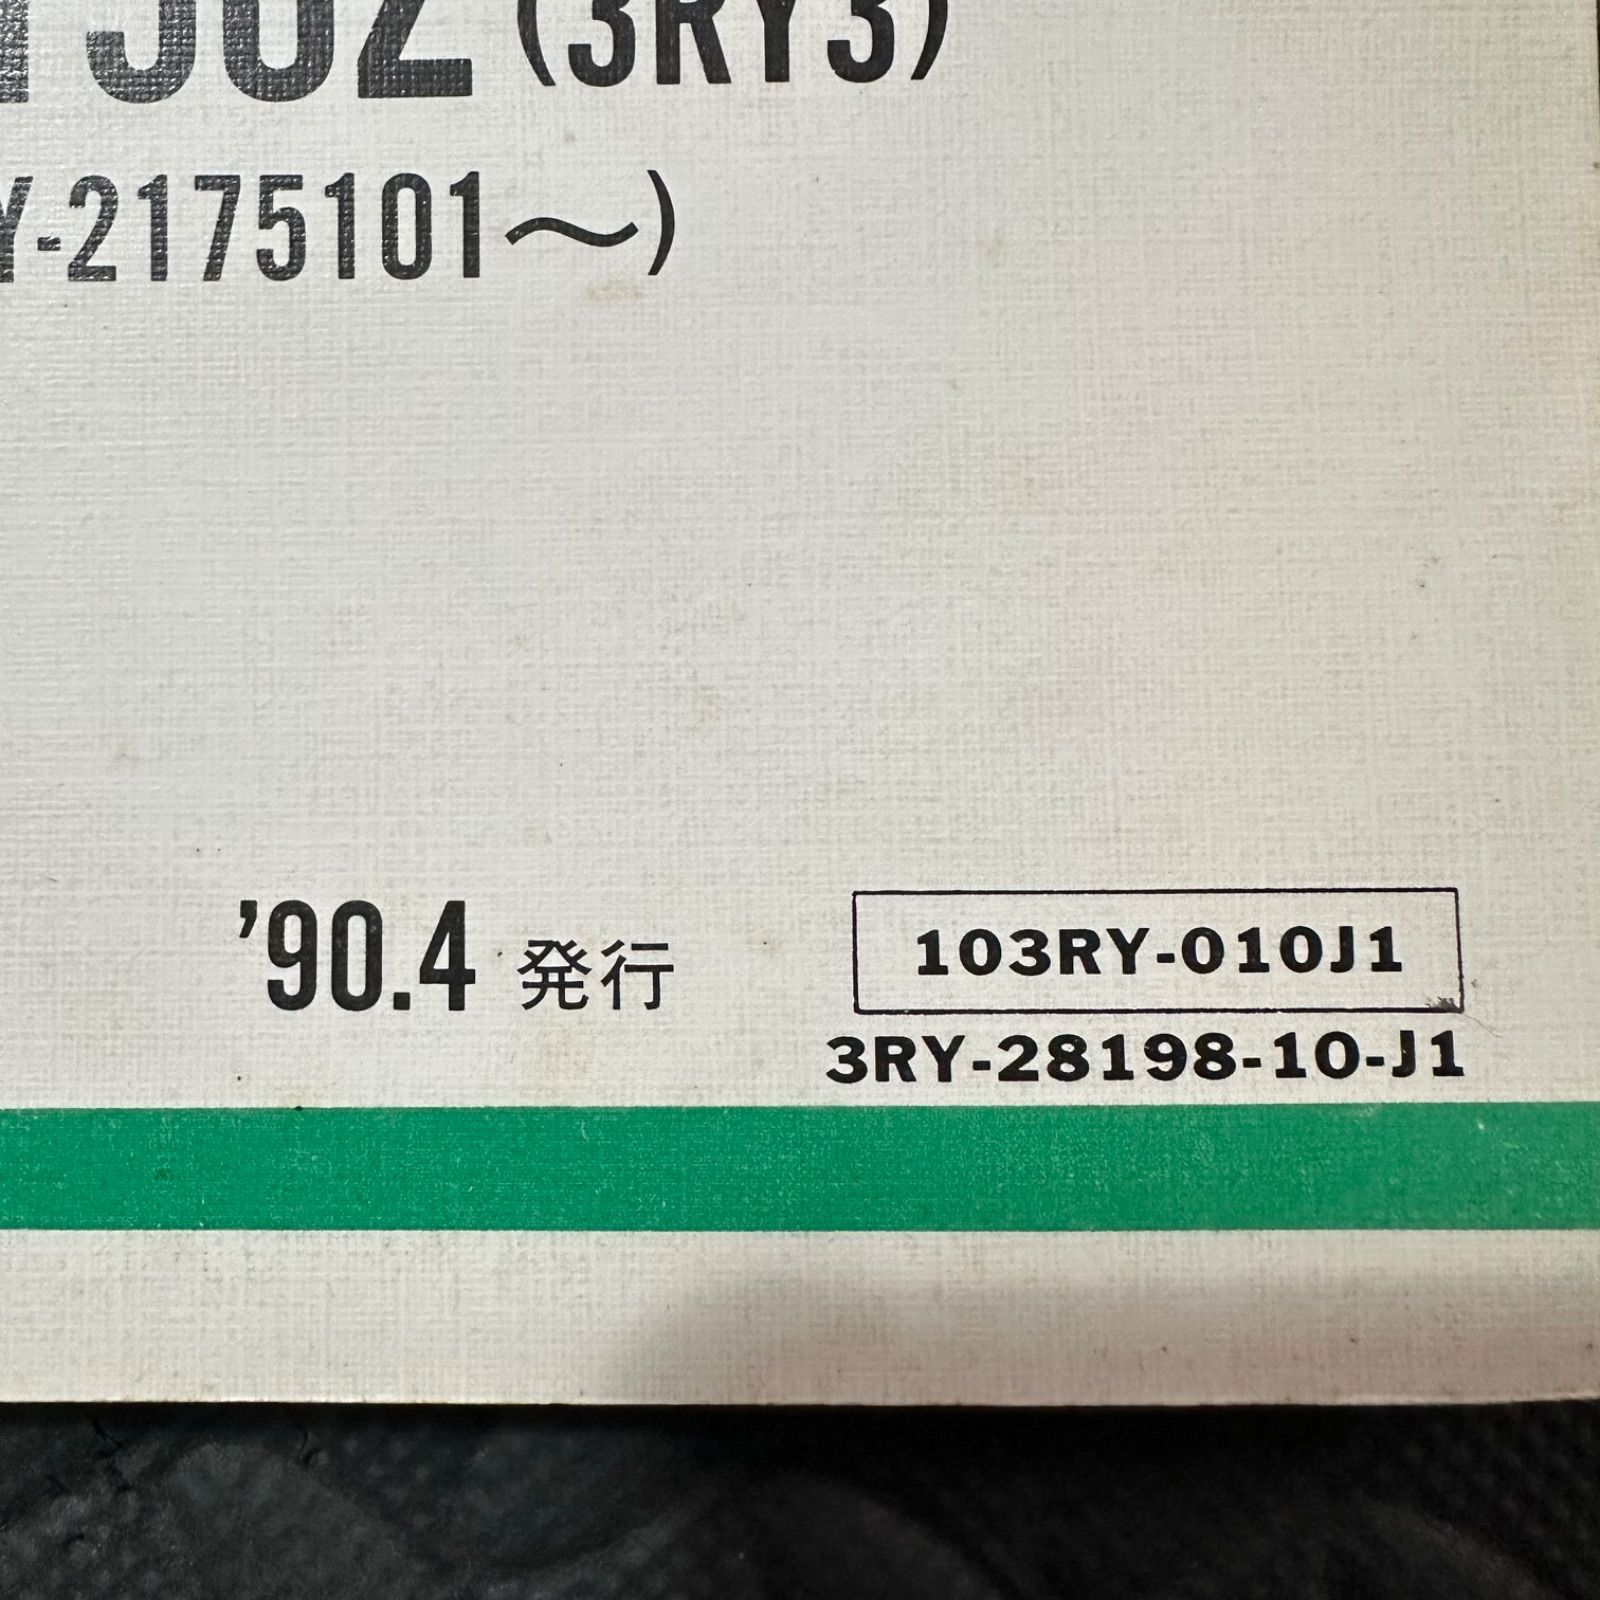 (3RY3)
Y-2175101～)
'90.4 発行
103RY-010J1
3RY-28198-10-J1